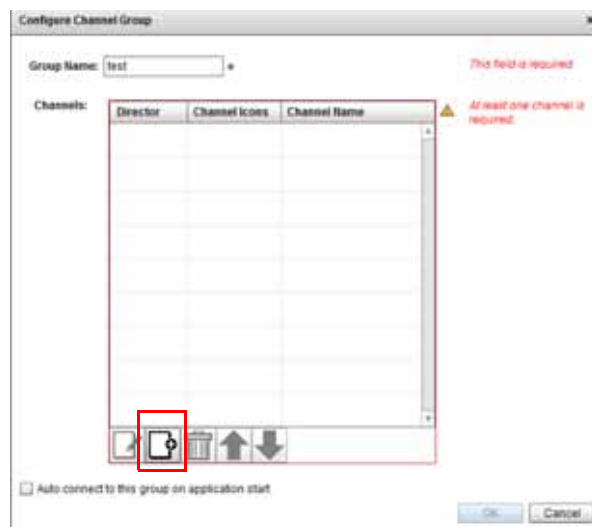 Configure Channel Group
Group Name: test * This field is required
Channels: Director Channel Icons Channel Name At least one channel is
required.
Auto connect to this group on application start
OK Cancel